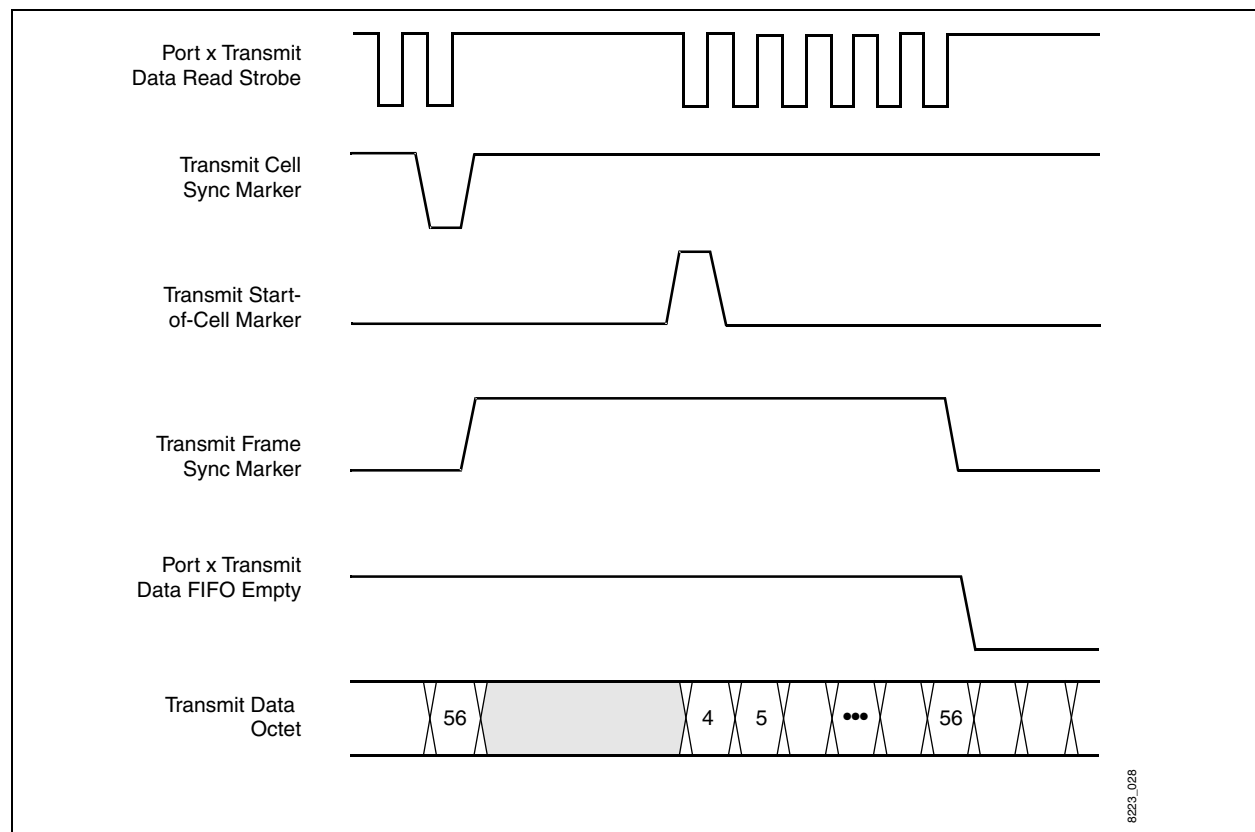 Port x Transmit
Data Read Strobe
Transmit Cell
Sync Marker
Transmit Start-
of-Cell Marker
Transmit Frame
Sync Marker
Port x Transmit
Data FIFO Empty
Transmit Data
Octet
56 4 5 ••• 56
8223_028